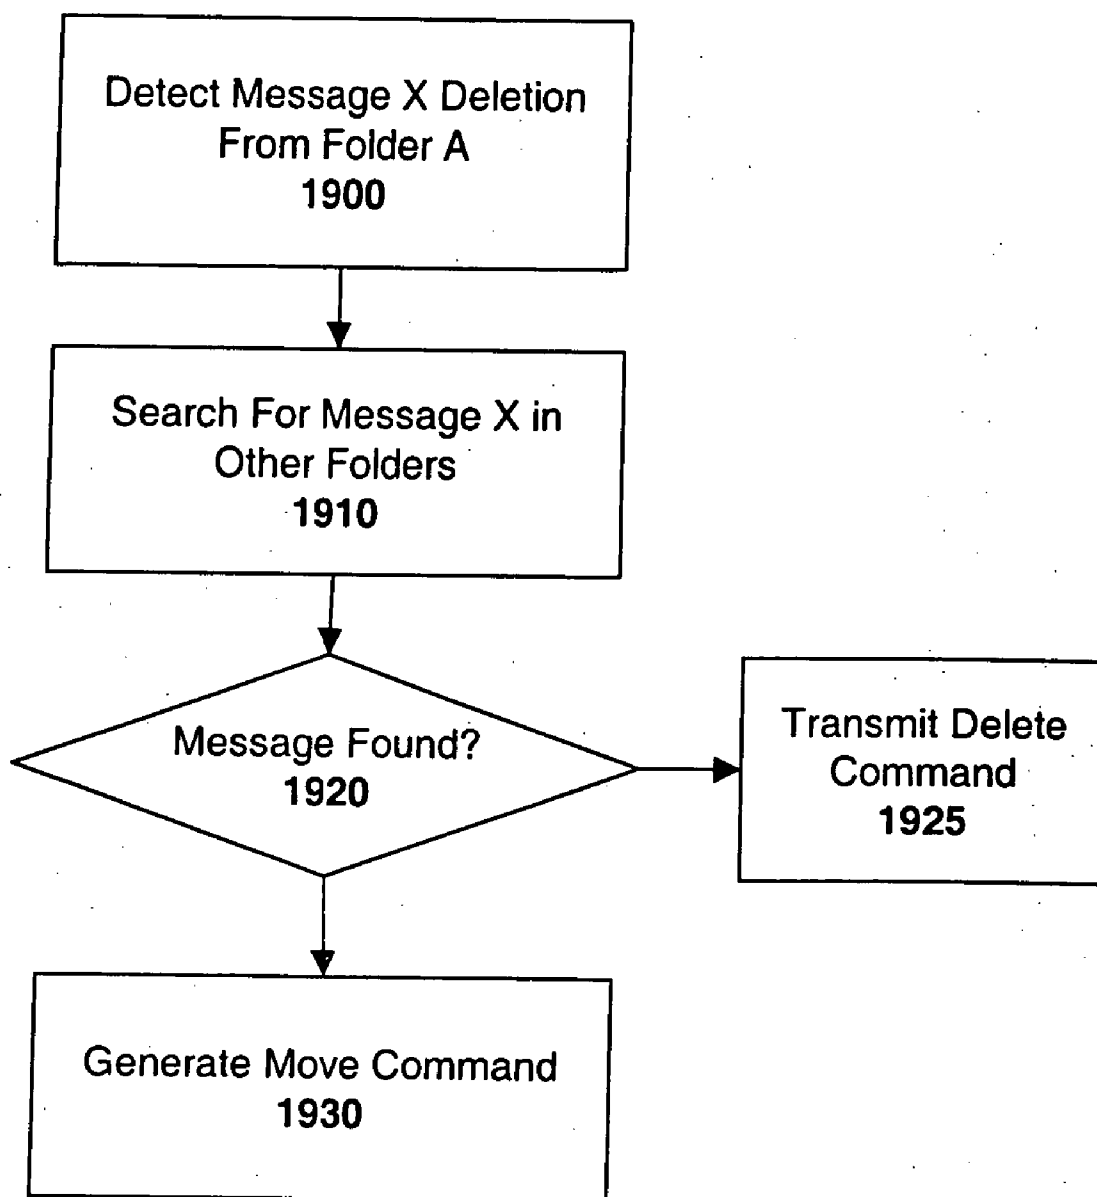 Detect Message X Deletion
From Folder A
1900
Search For Message X in
Other Folders
1910
Message Found?
1920
Transmit Delete
Command
1925
Generate Move Command
1930